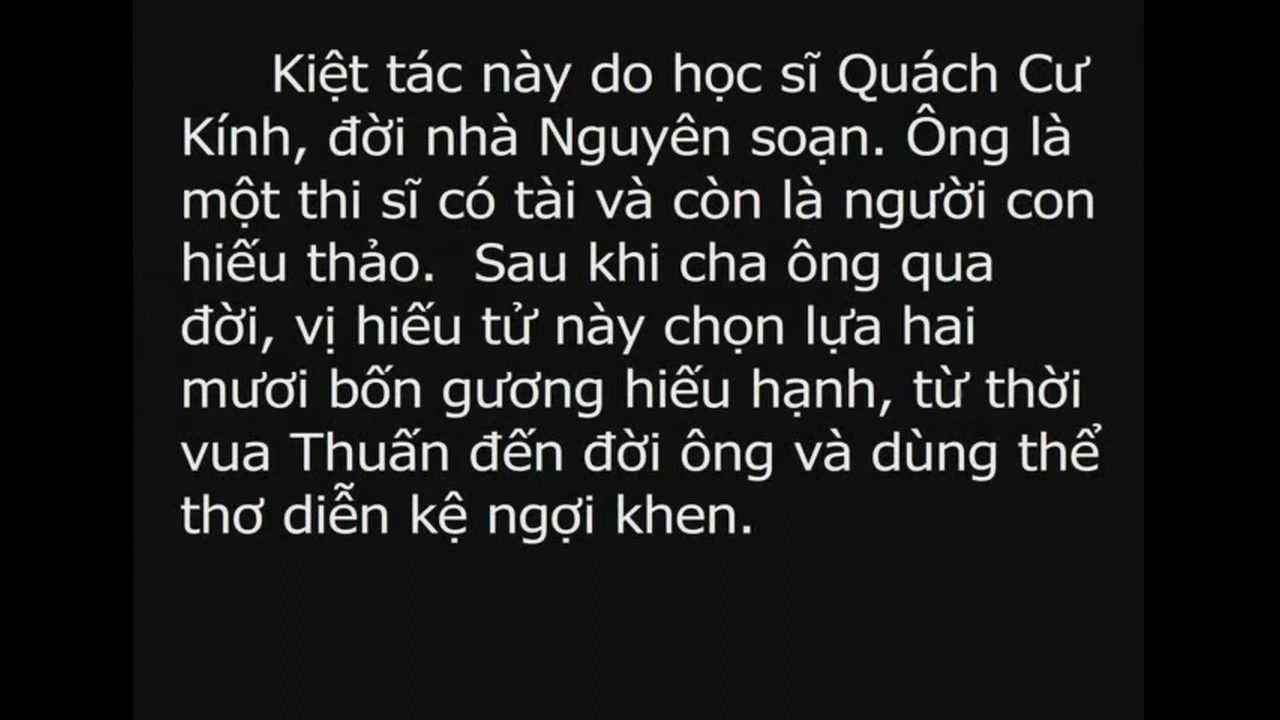 Kiệt tác này do học sĩ Quách Cư
Kính, đời nhà Nguyên soạn. Ông là
một thi sĩ có tài và còn là người con
hiếu thảo. Sau khi cha ông qua
đời, vị hiếu tử này chọn lựa hai
mươi bốn gương hiếu hạnh, từ thời
vua Thuấn đến đời ông và dùng thể
thơ diễn kệ ngợi khen.